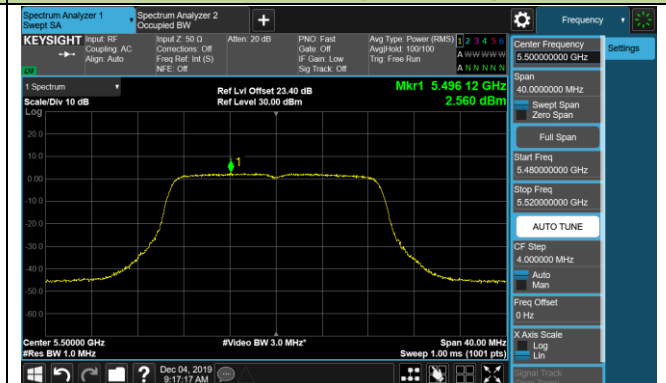 Spectrum Analyzer 1
Swept SA
Spectrum Analyzer 2
Occupied BW
+
Frequency
KEYSIGHT
Input: RF
Coupling: AC
Align: Auto
Input Z: 50 Ω
Corrections: Off
Freq Ref: Int (S)
NFE: Off
Atten: 20 dB
PNO: Fast
Gate: Off
IF Gain: Low
Sig Track: Off
Avg Type: Power (RMS)
Avg|Hold: 100/100
Trig: Free Run
1 2 3 4 5 6
A W W W W W
A N N N N N
LXI
1 Spectrum
Scale/Div 10 dB
Log
Ref Lvl Offset 23.40 dB
Ref Level 30.00 dBm
Mkr1 5.496 12 GHz
2.560 dBm
1
20.0
10.0
0.00
-10.0
-20.0
-30.0
-40.0
-50.0
-60.0
Center 5.50000 GHz
#Res BW 1.0 MHz
#Video BW 3.0 MHz*
Span 40.00 MHz
Sweep 1.00 ms (1001 pts)
Dec 04, 2019
9:17:17 AM
?
Center Frequency
5.500000000 GHz
Settings
Span
40.0000000 MHz
Swept Span
Zero Span
Full Span
Start Freq
5.480000000 GHz
Stop Freq
5.520000000 GHz
AUTO TUNE
CF Step
4.000000 MHz
Auto
Man
Freq Offset
0 Hz
X Axis Scale
Log
Lin
Signal Track